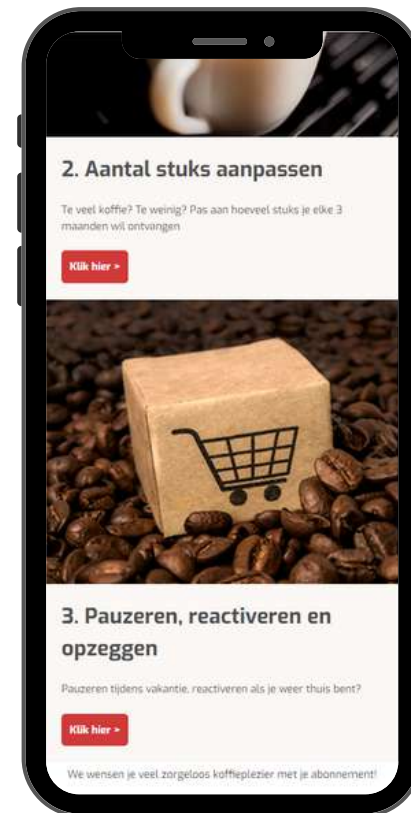 2. Aantal stuks aanpassen
Te veel koffie? Te weinig? Pas aan hoeveel stuks je elke 3
maanden wil ontvangen
Klik hier >
3. Pauzeren, reactiveren en
opzeggen
Pauzeren tijdens vakantie, reactiveren als je weer thuis bent?
Klik hier >
We wensen je veel zorgeloos koffieplezier met je abonnement!